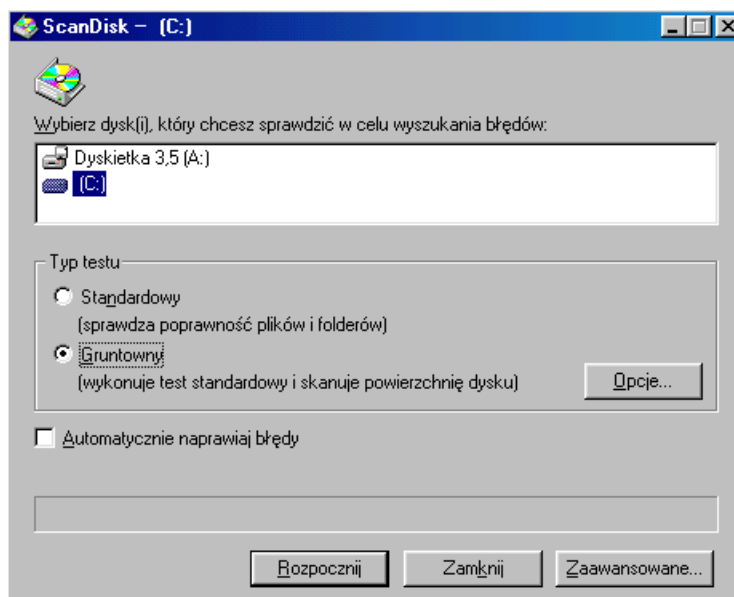 ScanDisk – (C:)
Wybierz dysk(i), który chcesz sprawdzić w celu wyszukania błędów:
Dyskietka 3,5 (A:)
(C:)
Typ testu
Standardowy
(sprawdza poprawność plików i folderów)
Gruntowny
(wykonuje test standardowy i skanuje powierzchnię dysku)
Opcje...
Automatycznie naprawiaj błędy
Rozpocznij Zamknij Zaawansowane...